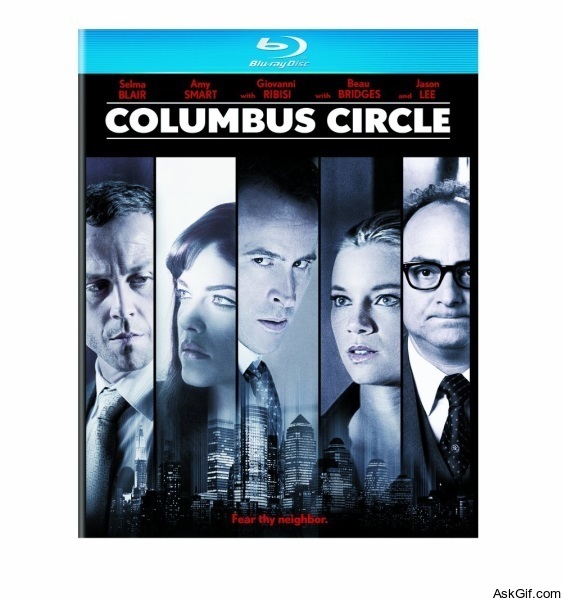 Blu-ray Disc
Selma Amy Giovanni Beau Jason
BLAIR SMART with RIBISI with BRIDGES and LEE
COLUMBUS CIRCLE
Fear thy neighbor.
AskGif.com